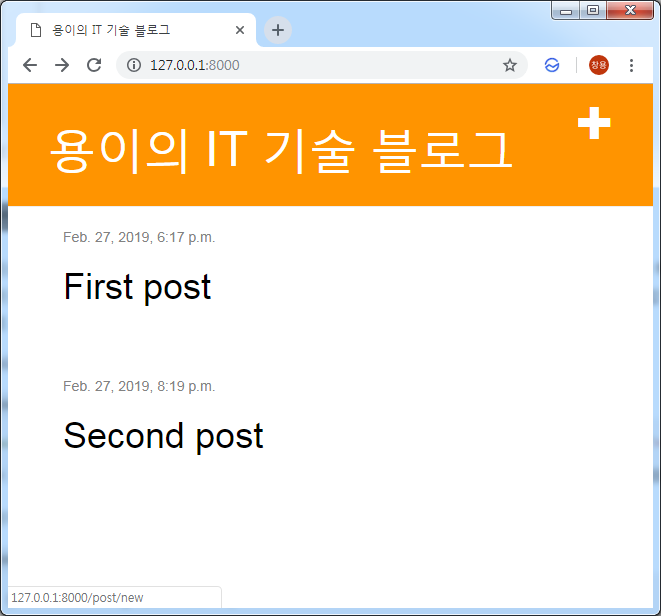 용이의 IT 기술 블로그
127.0.0.1:8000
창용
용이의 IT 기술 블로그
Feb. 27, 2019, 6:17 p.m.
First post
Feb. 27, 2019, 8:19 p.m.
Second post
127.0.0.1:8000/post/new